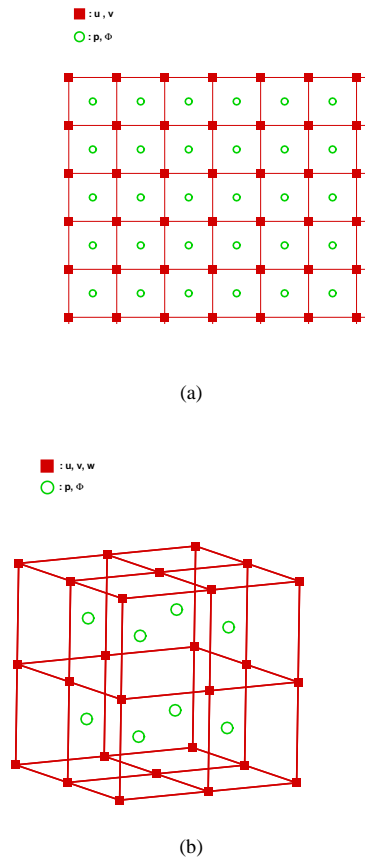 : u , v
: p, Φ
(a)
: u, v, w
: p, Φ
(b)